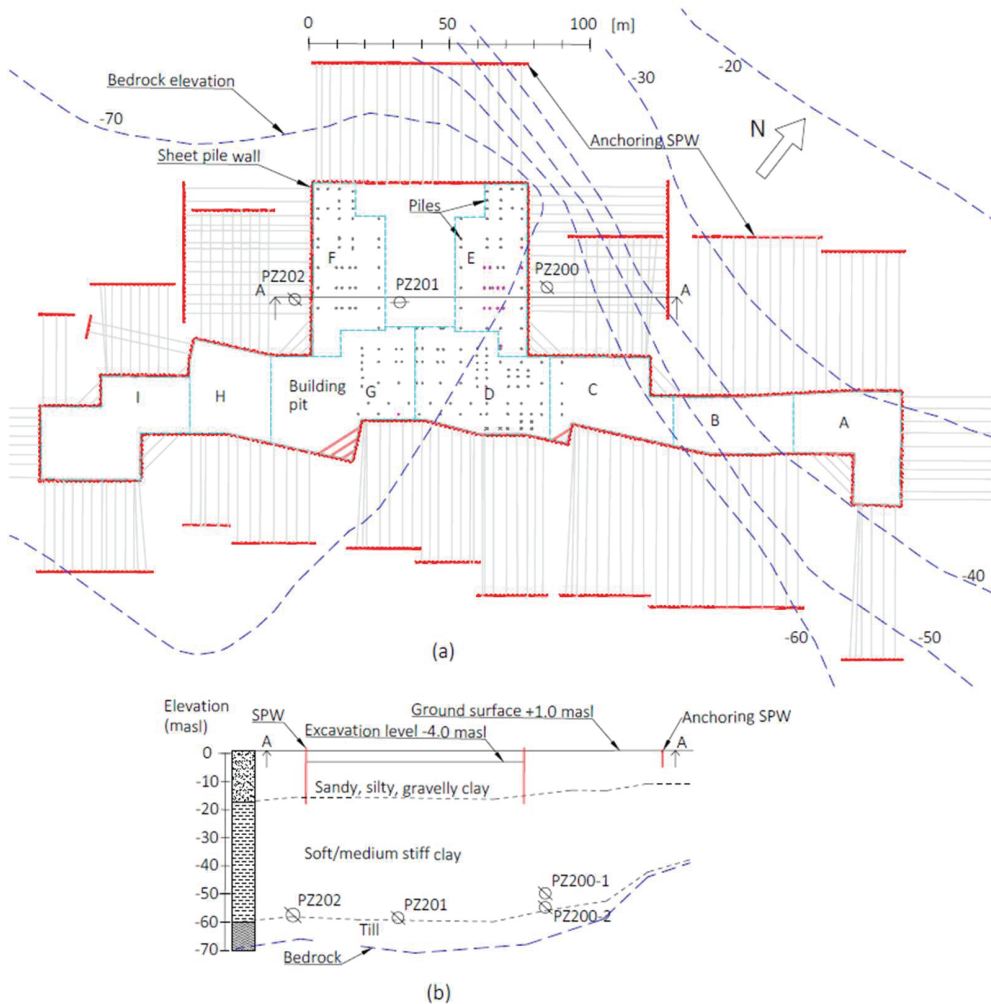 0 50 100 [m]
-20
-30
Bedrock elevation
-70
Anchoring SPW
N
Sheet pile wall
Piles
F
E
PZ202
PZ200
A
PZ201
A
I
H
Building
pit
G
D
C
B
A
-40
-50
-60
(a)
Elevation
(masl)
SPW
Ground surface +1.0 masl
Anchoring SPW
Excavation level -4.0 masl
A
A
0
-10
Sandy, silty, gravelly clay
-20
-30
Soft/medium stiff clay
-40
-50
PZ200-1
PZ202
PZ201
PZ200-2
-60
Till
-70
Bedrock
(b)